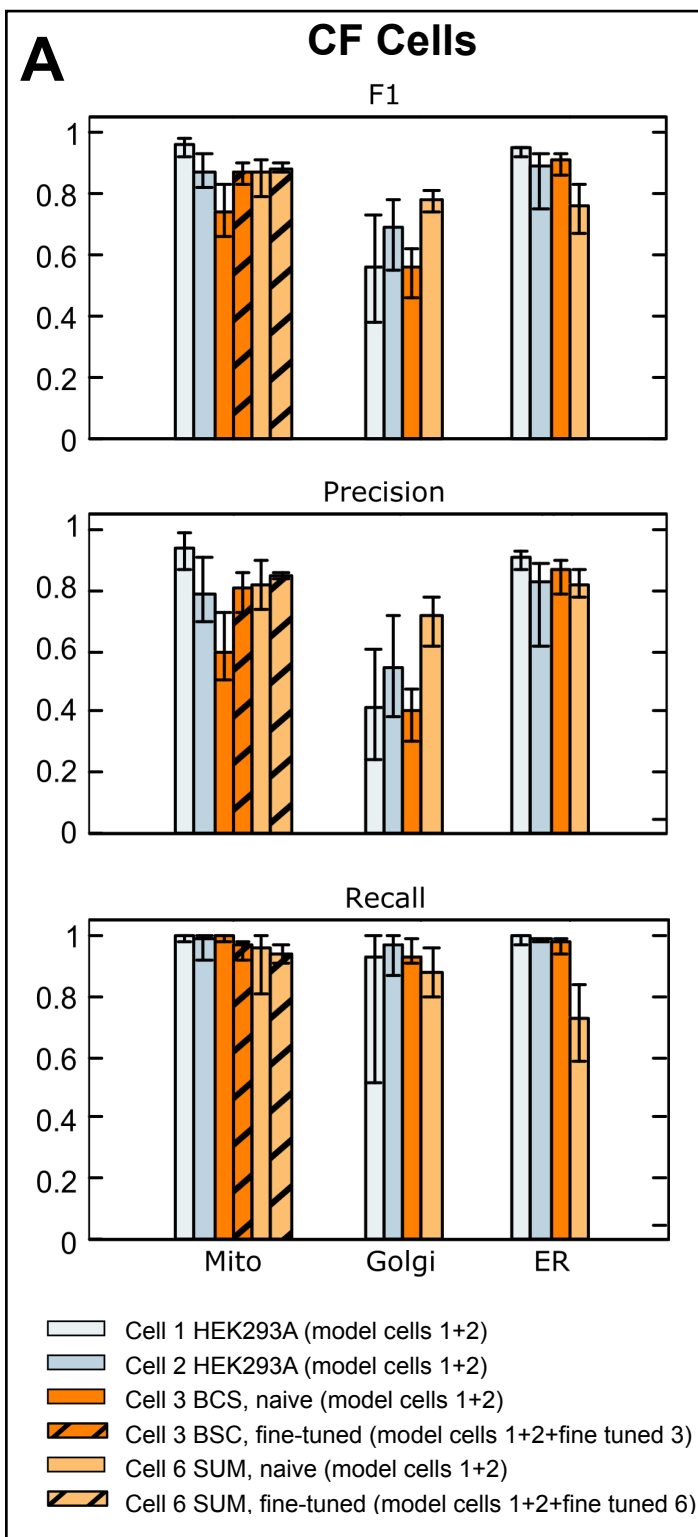 A
CF Cells
F1
1
0.8
0.6
0.4
0.2
0
Precision
1
0.8
0.6
0.4
0.2
0
Recall
1
0.8
0.6
0.4
0.2
0
Mito Golgi ER
Cell 1 HEK293A (model cells 1+2)
Cell 2 HEK293A (model cells 1+2)
Cell 3 BCS, naive (model cells 1+2)
Cell 3 BSC, fine-tuned (model cells 1+2+fine tuned 3)
Cell 6 SUM, naive (model cells 1+2)
Cell 6 SUM, fine-tuned (model cells 1+2+fine tuned 6)